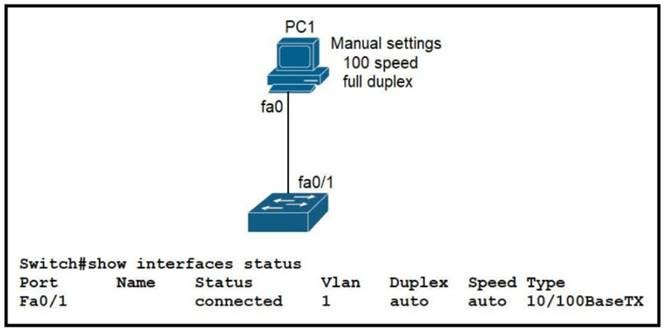 PC1
Manual settings
100 speed
full duplex
fa0
fa0/1
Switch#show interfaces status
Port Name Status Vlan Duplex Speed Type
Fa0/1 connected 1 auto auto 10/100BaseTX